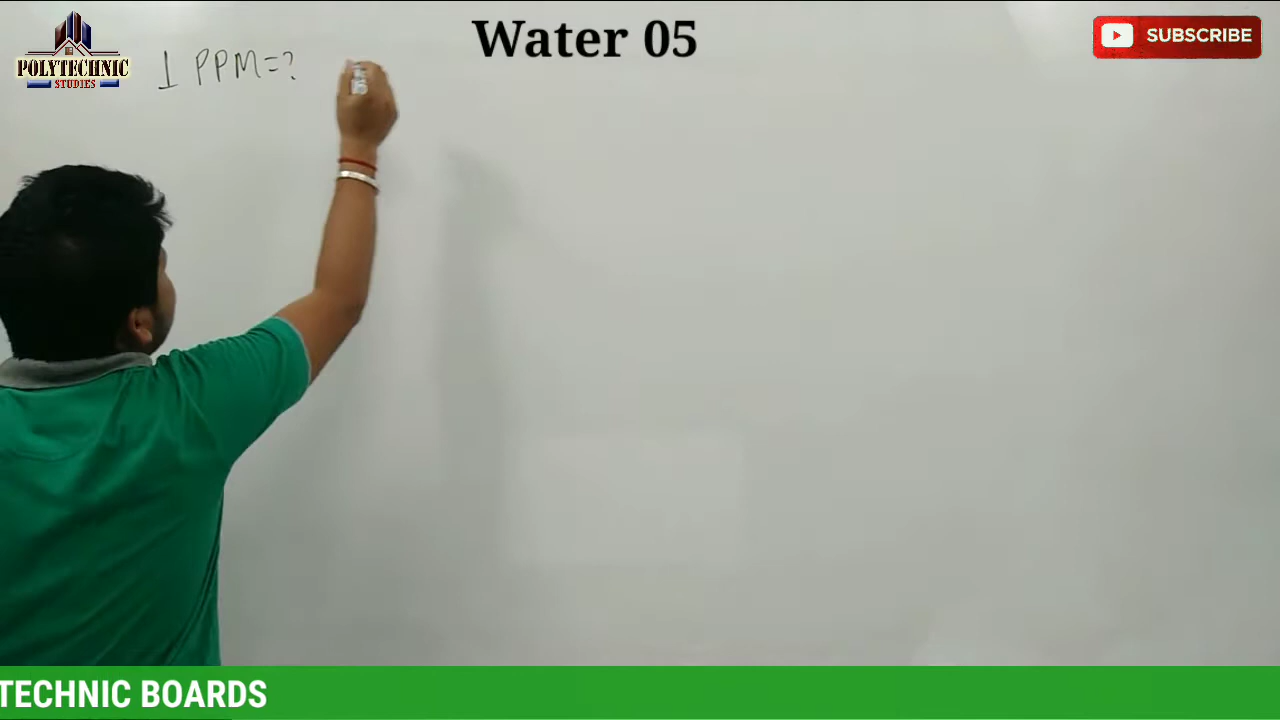 Water 05
SUBSCRIBE
POLYTECHNIC
STUDIES
1 PPM=?
TECHNIC BOARDS